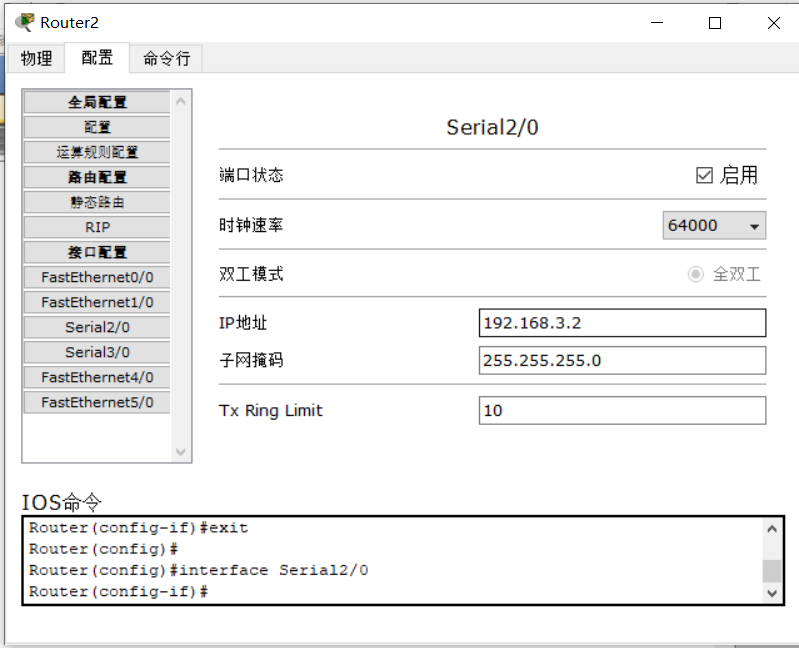 Router2
物理 配置 命令行
全局配置
配置
运算规则配置
路由配置
静态路由
RIP
接口配置
FastEthernet0/0
FastEthernet1/0
Serial2/0
Serial3/0
FastEthernet4/0
FastEthernet5/0
Serial2/0
端口状态 启用
时钟速率 64000
双工模式 全双工
IP地址 192.168.3.2
子网掩码 255.255.255.0
Tx Ring Limit 10
IOS命令
Router(config-if)#exit
Router(config)#
Router(config)#interface Serial2/0
Router(config-if)#